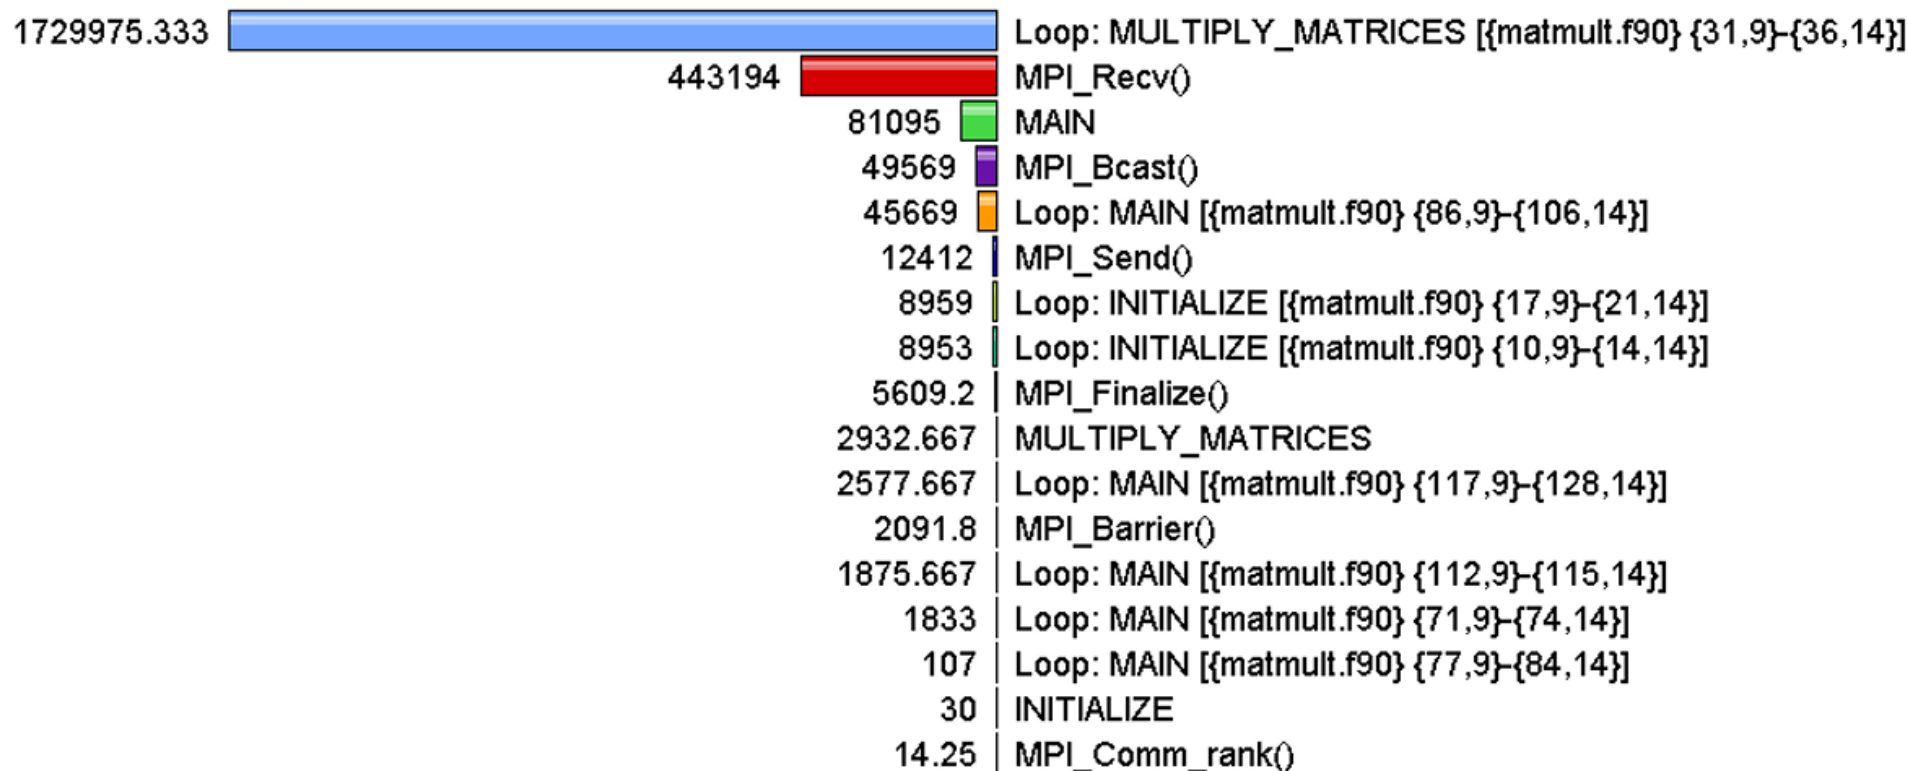 1729975.333 Loop: MULTIPLY_MATRICES [{matmult.f90} {31,9}-{36,14}]
443194 MPI_Recv()
81095 MAIN
49569 MPI_Bcast()
45669 Loop: MAIN [{matmult.f90} {86,9}-{106,14}]
12412 MPI_Send()
8959 Loop: INITIALIZE [{matmult.f90} {17,9}-{21,14}]
8953 Loop: INITIALIZE [{matmult.f90} {10,9}-{14,14}]
5609.2 MPI_Finalize()
2932.667 MULTIPLY_MATRICES
2577.667 Loop: MAIN [{matmult.f90} {117,9}-{128,14}]
2091.8 MPI_Barrier()
1875.667 Loop: MAIN [{matmult.f90} {112,9}-{115,14}]
1833 Loop: MAIN [{matmult.f90} {71,9}-{74,14}]
107 Loop: MAIN [{matmult.f90} {77,9}-{84,14}]
30 INITIALIZE
14.25 MPI_Comm_rank()